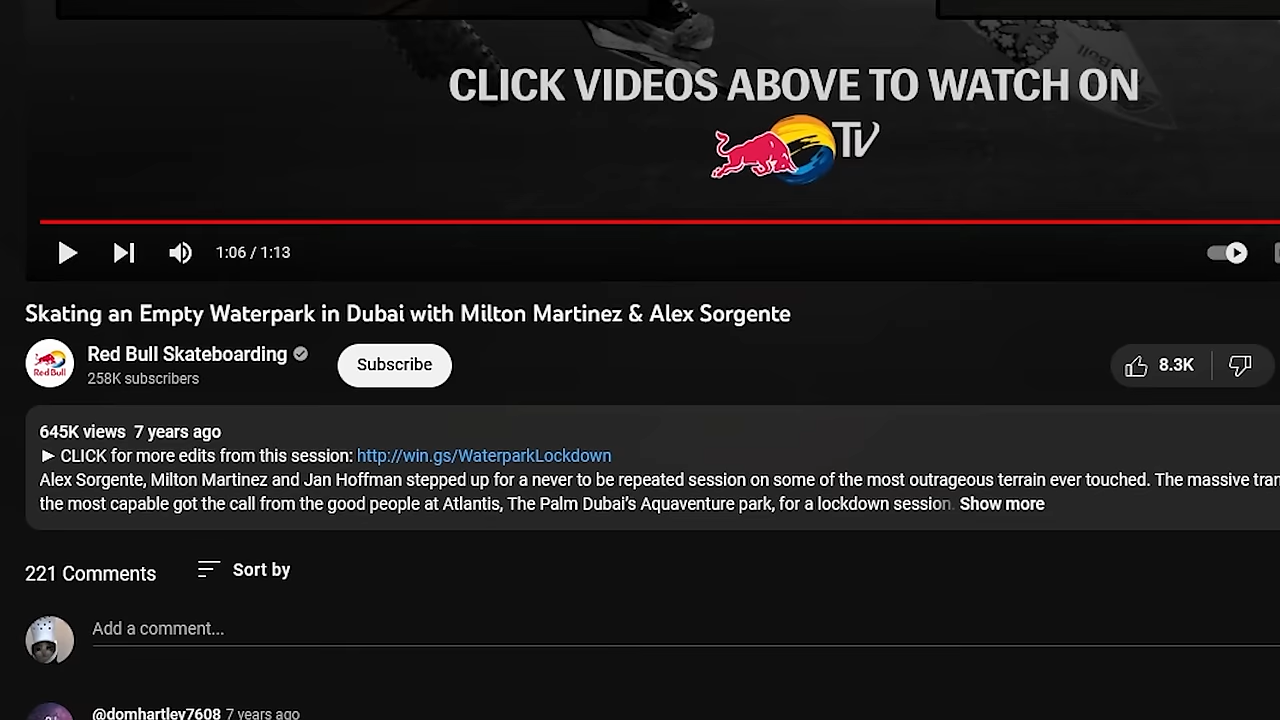 CLICK VIDEOS ABOVE TO WATCH ON
TV
1:06 / 1:13
Skating an Empty Waterpark in Dubai with Milton Martinez & Alex Sorgente
Red Bull
Red Bull Skateboarding
258K subscribers
Subscribe
8.3K
645K views 7 years ago
► CLICK for more edits from this session: http://win.gs/WaterparkLockdown
Alex Sorgente, Milton Martinez and Jan Hoffman stepped up for a never to be repeated session on some of the most outrageous terrain ever touched. The massive
the most capable got the call from the good people at Atlantis, The Palm Dubai’s Aquaventure park, for a lockdown session. Show more
221 Comments
Sort by
Add a comment...
@domhartley7608 7 years ago